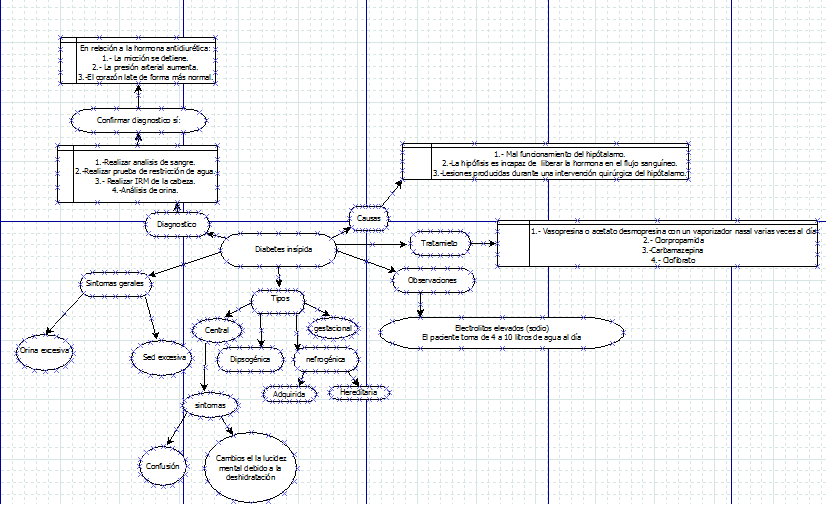 En relación a la hormona antidiurética:
1.- La micción se detiene.
2.- La presión arterial aumenta.
3.-El corazón late de forma más normal.
Confirmar diagnostico sí:
1.-Realizar analisis de sangre.
2.-Realizar prueba de restricción de agua.
3.- Realizar IRM de la cabeza.
4.-Análisis de orina.
Diagnostico
1.- Mal funcionamiento del hipótalamo.
2.-La hipófisis es incapaz de liberar la hormona en el flujo sanguíneo.
3.-Lesiones producidas durante una intervención quirúrgica del hipótalamo.
Causas
Diabetes insípida
Tratamieto
1.- Vasopresina o acetato desmopresina con un vaporizador nasal varias veces al día.
2.- Clorpropamida
3.-Carbamazepina
4.- Clofibrato
Observaciones
Electrolitos elevados (sodio)
El paciente toma de 4 a 10 litros de agua al día
Sintomas gerales
Orina excesiva
Sed excesiva
Tipos
Central
Dipsogénica
nefrogénica
gestacional
Adquirida
Hereditaria
sintomas
Confusión
Cambios el la lucidez
mental debido a la
deshidratación